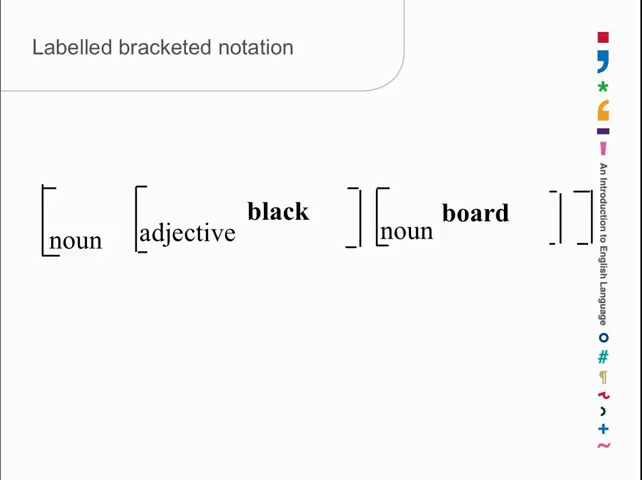 Labelled bracketed notation
[noun [adjective black ] [noun board ] ]
An Introduction to English Language